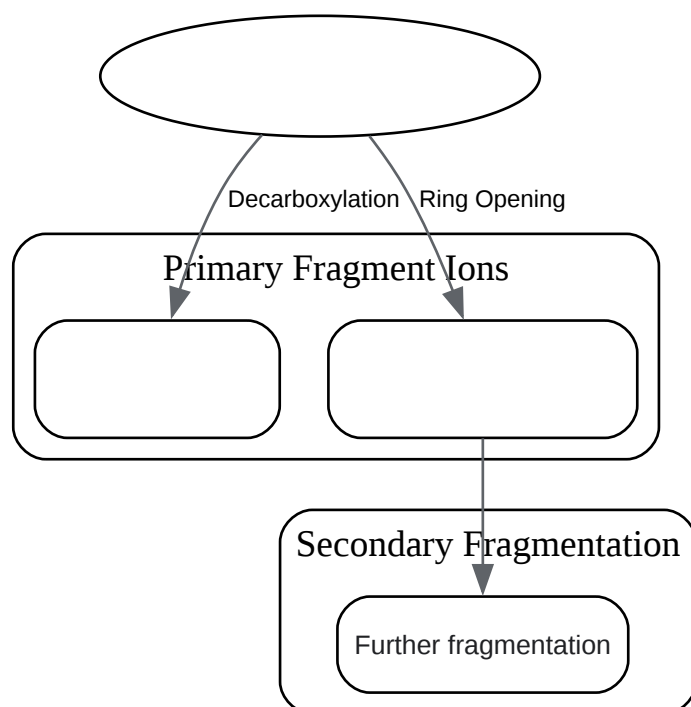 Decarboxylation
Ring Opening
Primary Fragment Ions
Secondary Fragmentation
Further fragmentation